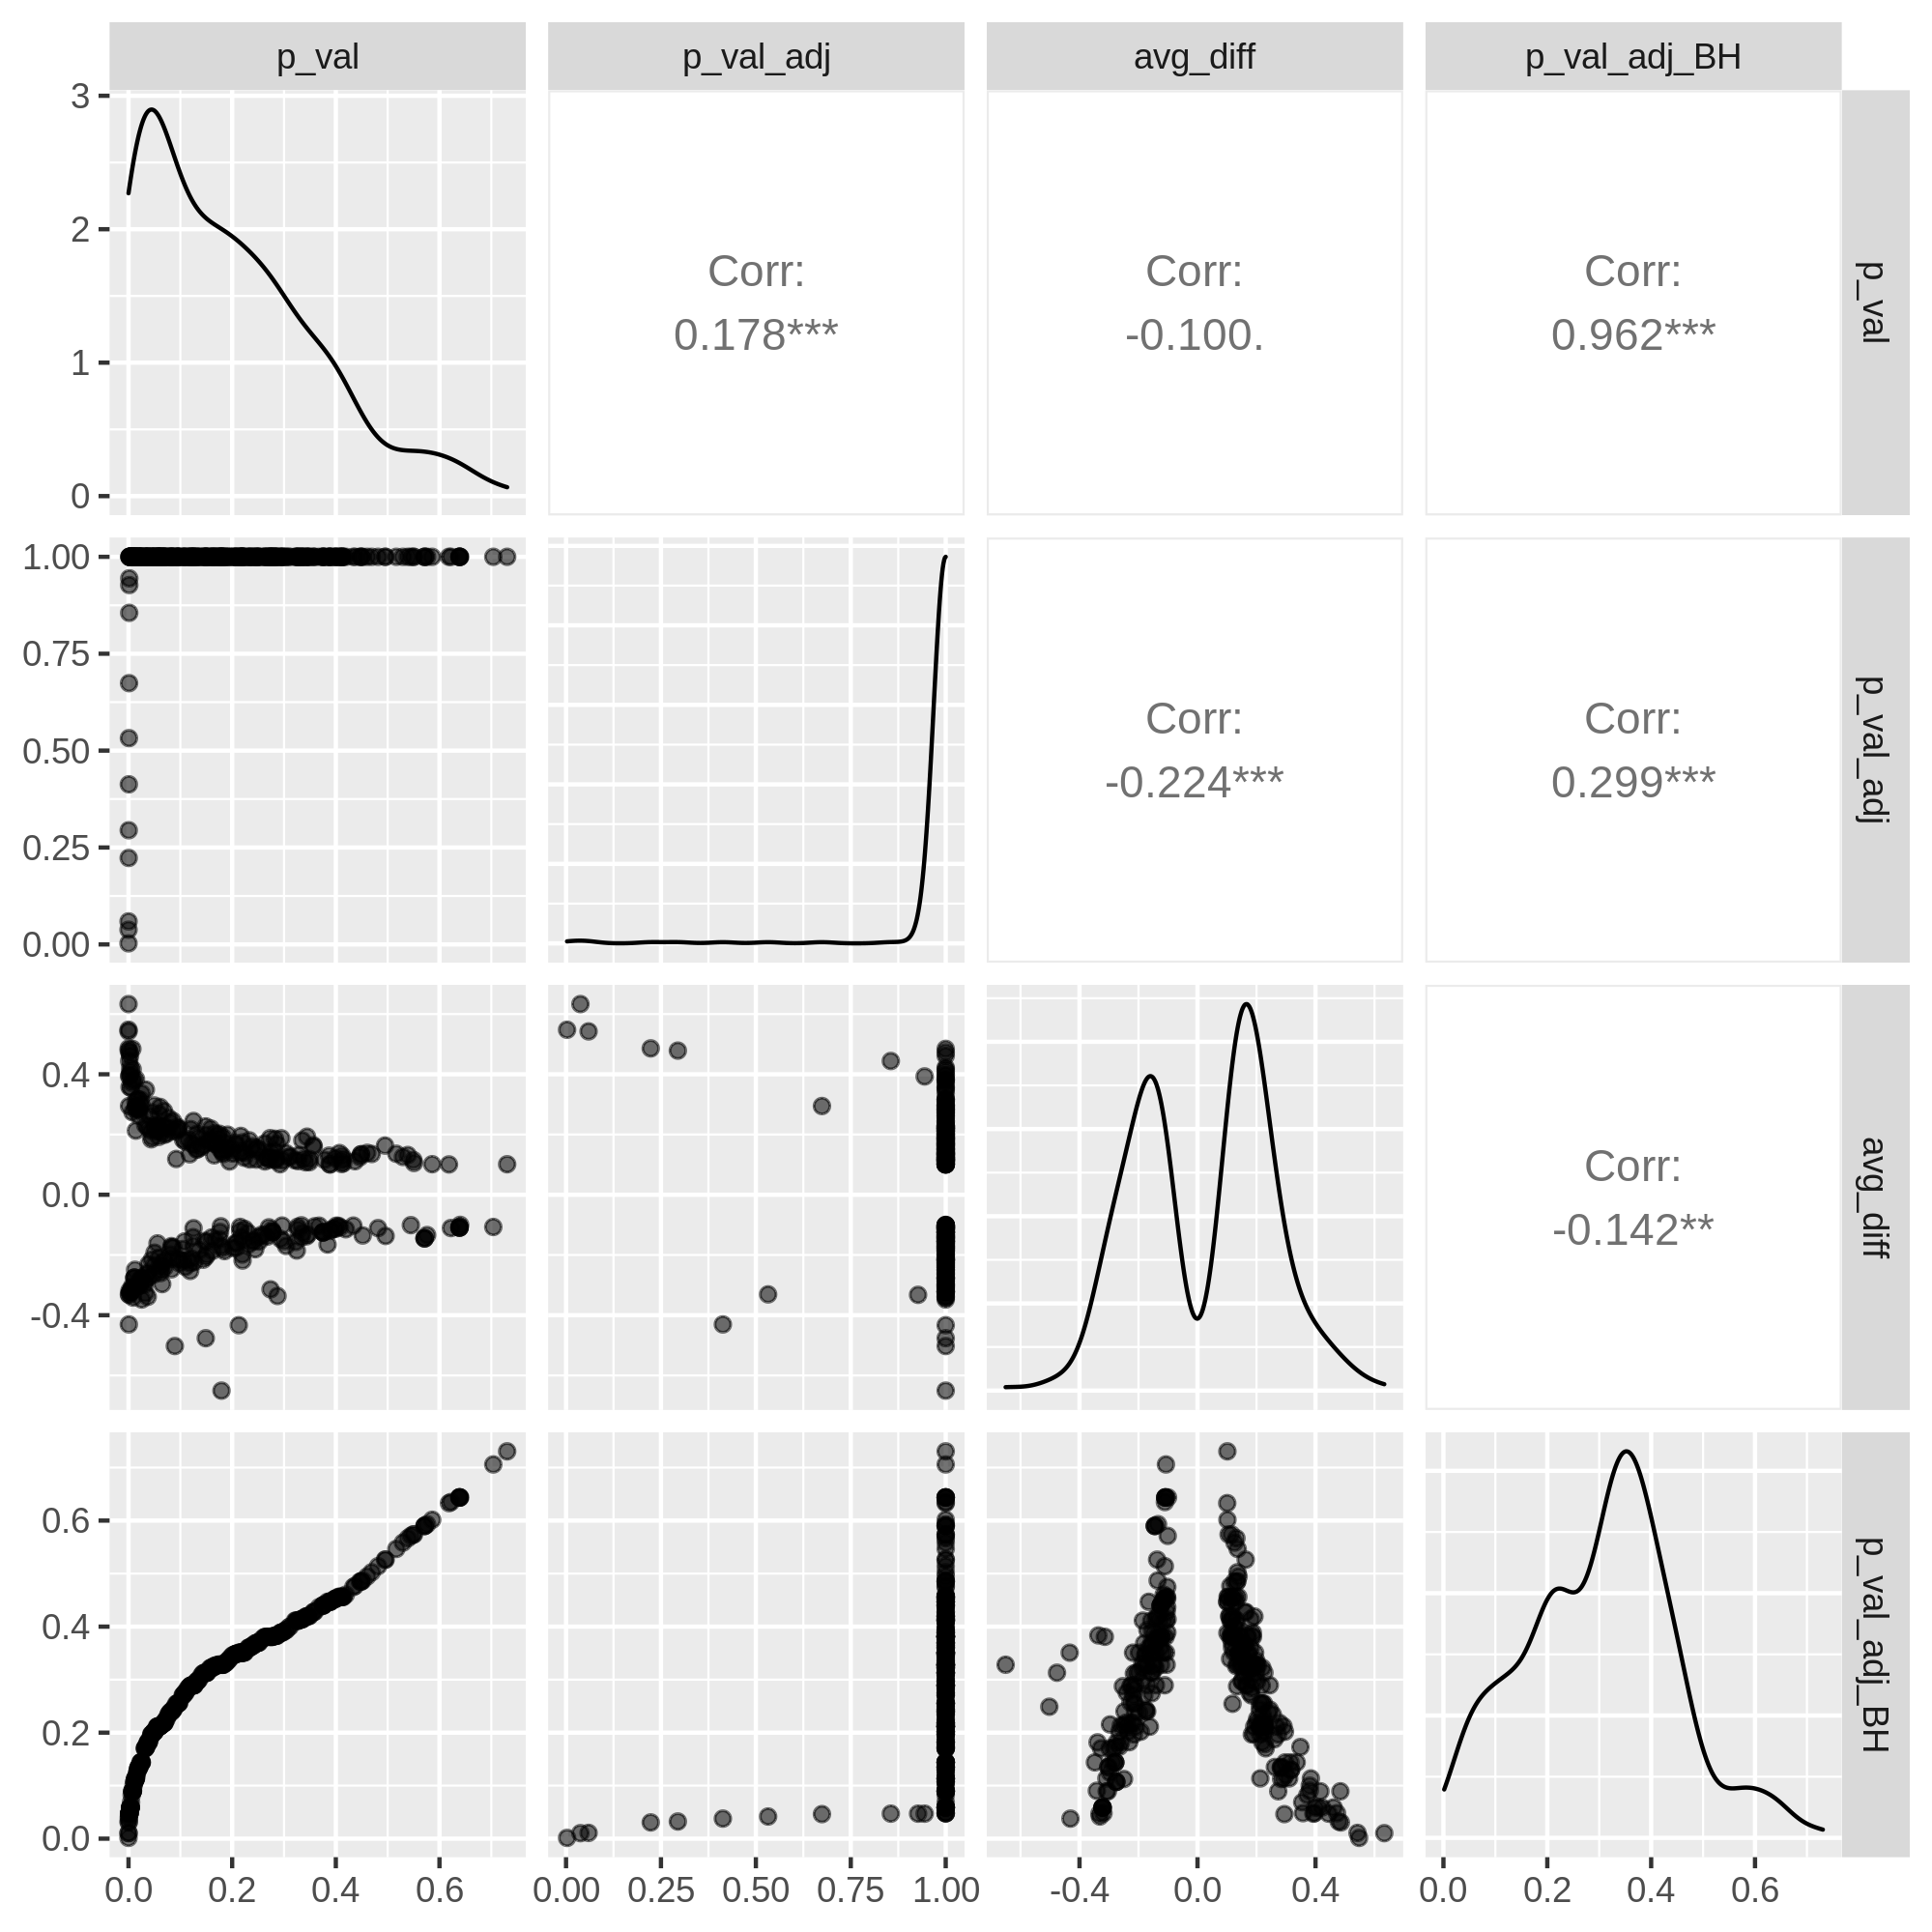 p_val p_val_adj avg_diff p_val_adj_BH
3
2
1
0
Corr:
0.178***
Corr:
-0.100.
Corr:
0.962***
p_val
1.00
0.75
0.50
0.25
0.00
Corr:
-0.224***
Corr:
0.299***
p_val_adj
0.4
0.0
-0.4
Corr:
-0.142**
avg_diff
0.6
0.4
0.2
0.0
p_val_adj_BH
0.0 0.2 0.4 0.6 0.00 0.25 0.50 0.75 1.00 -0.4 0.0 0.4 0.0 0.2 0.4 0.6